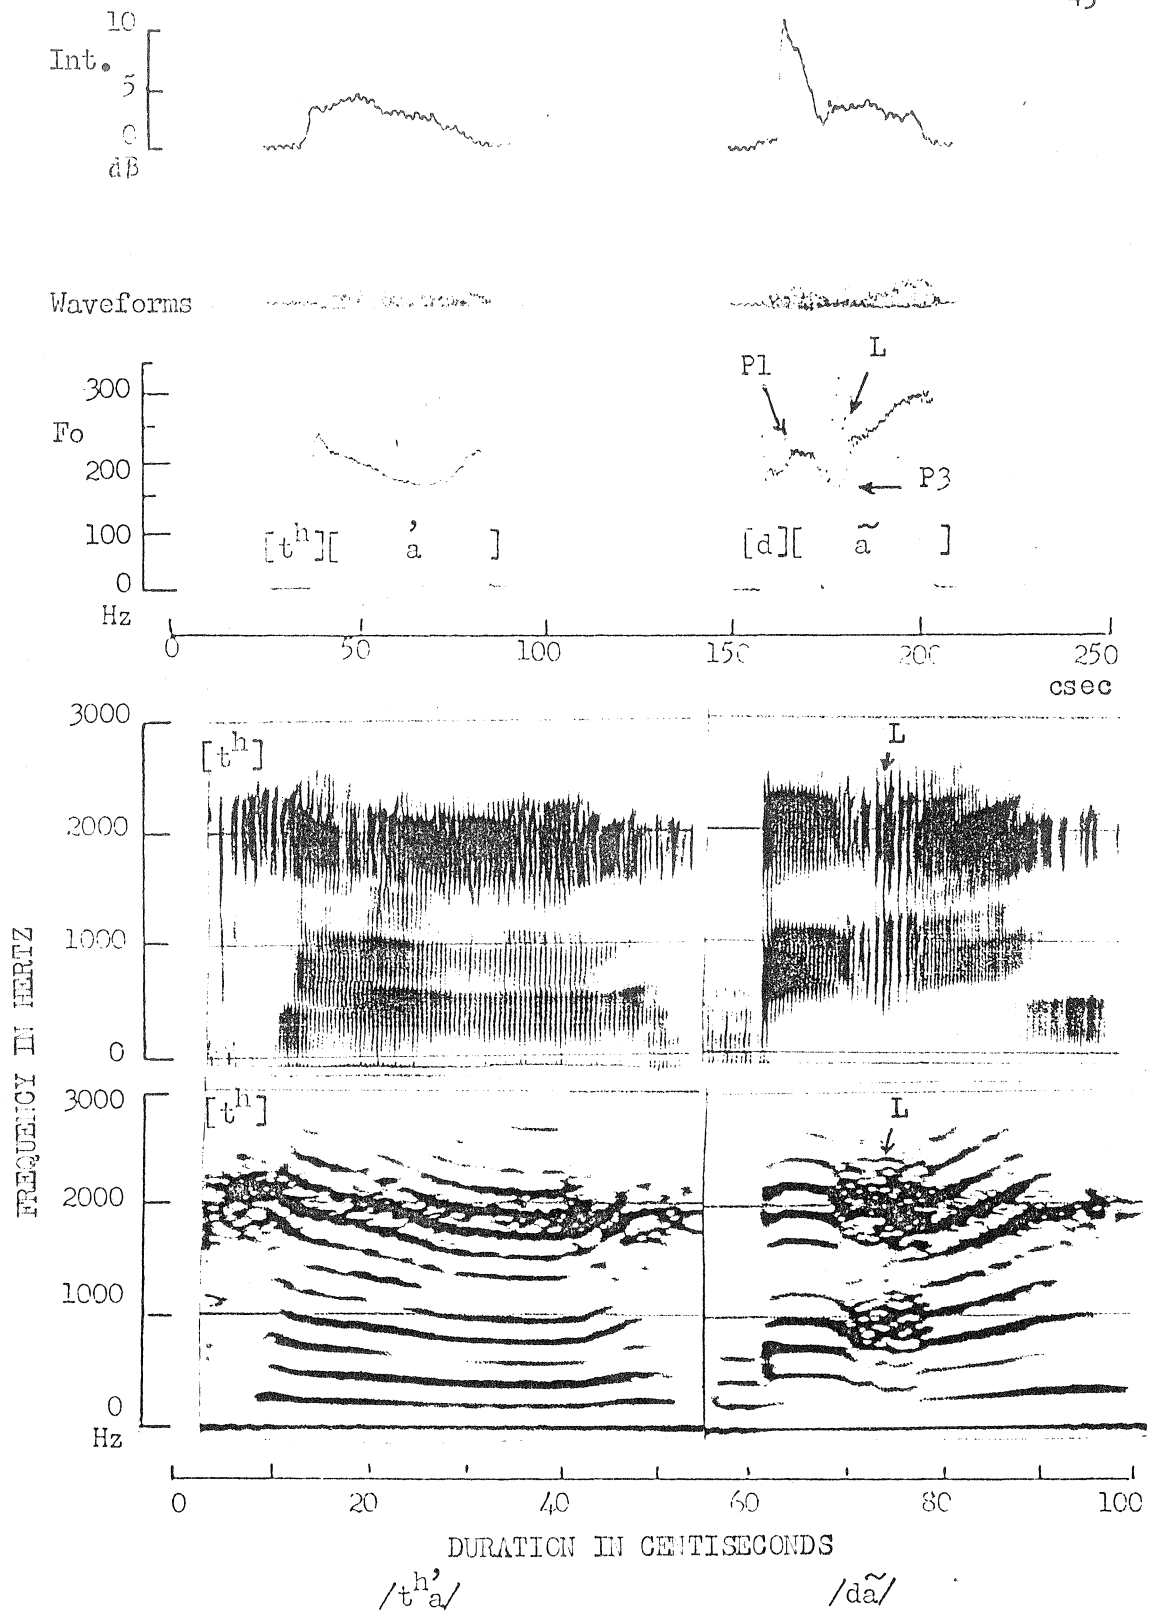 10
Int.
5
0
dB
Waveforms
300
Fo
200
100
0
Hz
P1
L
P3
[tʰ][ ả ]
[d][ ã ]
0 50 100 150 200 250
csec
FREQUENCY IN HERTZ
3000
[tʰ]
L
2000
1000
0
3000
[tʰ]
L
2000
1000
0
Hz
0 20 40 60 80 100
DURATION IN CENTISECONDS
/tʰả/ /dã/